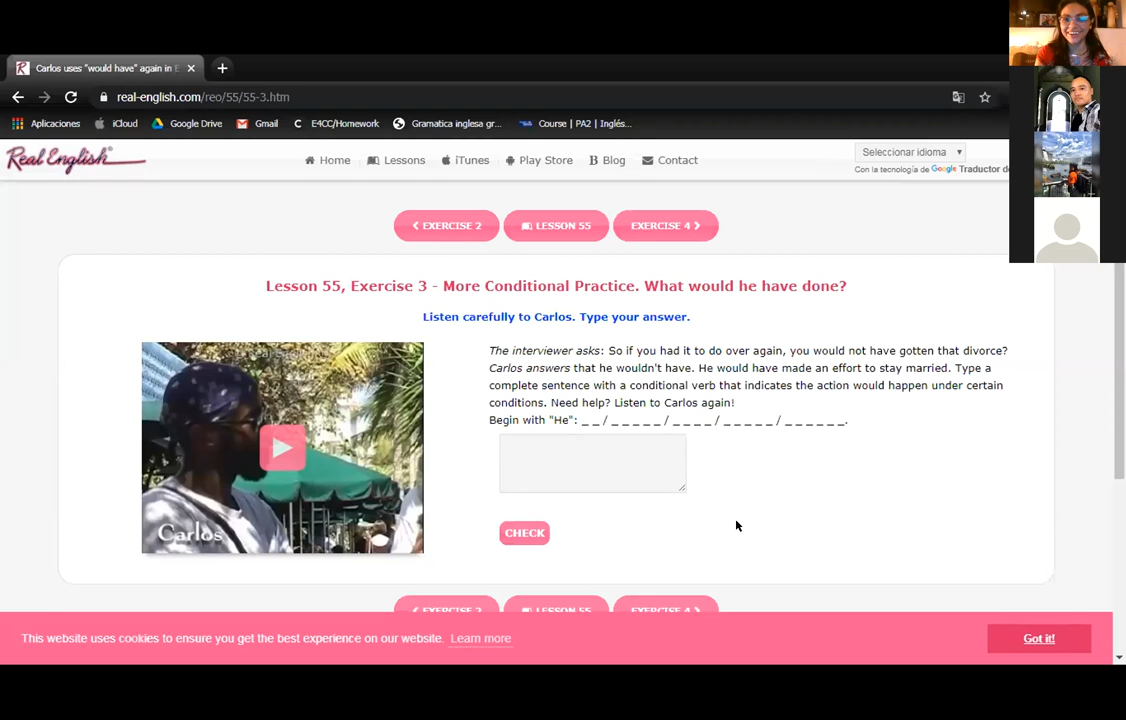 Carlos uses "would have" again in E
real-english.com/reo/55/55-3.htm
Aplicaciones iCloud Google Drive Gmail E4CC/Homework Gramatica inglesa gr... Course | PA2 | Inglés...
Real English
Home Lessons iTunes Play Store Blog Contact
Seleccionar idioma
Con la tecnología de Google Traductor de
EXERCISE 2 LESSON 55 EXERCISE 4
Lesson 55, Exercise 3 - More Conditional Practice. What would he have done?
Listen carefully to Carlos. Type your answer.
The interviewer asks: So if you had it to do over again, you would not have gotten that divorce?
Carlos answers that he wouldn't have. He would have made an effort to stay married. Type a
complete sentence with a conditional verb that indicates the action would happen under certain
conditions. Need help? Listen to Carlos again!
Begin with "He": _ _ / _ _ _ _ _ / _ _ _ _ / _ _ _ _ _ / _ _ _ _ _ _.
Carlos
CHECK
EXERCISE 2 LESSON 55 EXERCISE 4
This website uses cookies to ensure you get the best experience on our website. Learn more
Got it!